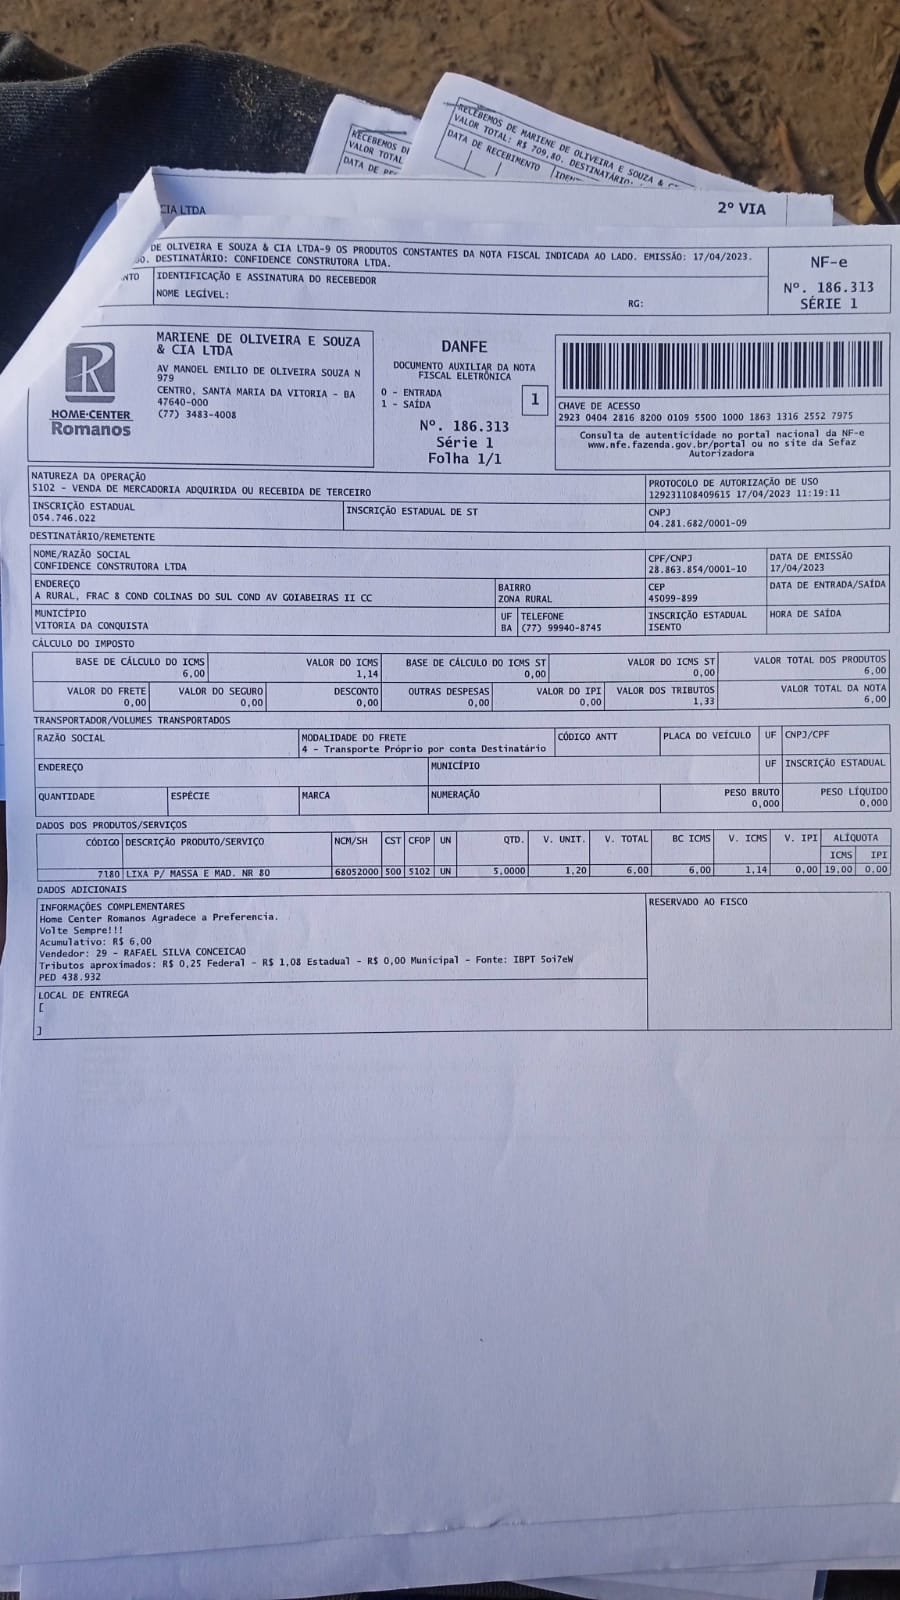 RECEBEMOS DE
VALOR TOTAL
DATA DE
RECEBEMOS DE MARIENE DE OLIVEIRA E SOUZA &
VALOR TOTAL: R$ 709,80. DESTINATÁRIO:
DATA DE RECEBIMENTO
CIA LTDA
2° VIA
DE OLIVEIRA E SOUZA & CIA LTDA-9 OS PRODUTOS CONSTANTES DA NOTA FISCAL INDICADA AO LADO. EMISSÃO: 17/04/2023.
DESTINATÁRIO: CONFIDENCE CONSTRUTORA LTDA.
NTO IDENTIFICAÇÃO E ASSINATURA DO RECEBEDOR
NOME LEGÍVEL: RG:
NF-e
Nº. 186.313
SÉRIE 1
R
HOME-CENTER
Romanos
MARIENE DE OLIVEIRA E SOUZA
& CIA LTDA
AV MANOEL EMILIO DE OLIVEIRA SOUZA N
979
CENTRO, SANTA MARIA DA VITORIA - BA
47640-000
(77) 3483-4008
DANFE
DOCUMENTO AUXILIAR DA NOTA
FISCAL ELETRÔNICA
0 - ENTRADA
1 - SAÍDA
1
Nº. 186.313
Série 1
Folha 1/1
CHAVE DE ACESSO
2923 0404 2816 8200 0109 5500 1000 1863 1316 2552 7975
Consulta de autenticidade no portal nacional da NF-e
www.nfe.fazenda.gov.br/portal ou no site da Sefaz
Autorizadora
NATUREZA DA OPERAÇÃO
5102 - VENDA DE MERCADORIA ADQUIRIDA OU RECEBIDA DE TERCEIRO
PROTOCOLO DE AUTORIZAÇÃO DE USO
129231108409615 17/04/2023 11:19:11
INSCRIÇÃO ESTADUAL
054.746.022
INSCRIÇÃO ESTADUAL DE ST
CNPJ
04.281.682/0001-09
DESTINATÁRIO/REMETENTE
NOME/RAZÃO SOCIAL
CONFIDENCE CONSTRUTORA LTDA
CPF/CNPJ
28.863.854/0001-10
DATA DE EMISSÃO
17/04/2023
ENDEREÇO
A RURAL, FRAC 8 COND COLINAS DO SUL COND AV GOIABEIRAS II CC
BAIRRO
ZONA RURAL
CEP
45099-899
DATA DE ENTRADA/SAÍDA
MUNICÍPIO
VITORIA DA CONQUISTA
UF
BA
TELEFONE
(77) 99940-8745
INSCRIÇÃO ESTADUAL
ISENTO
HORA DE SAÍDA
CÁLCULO DO IMPOSTO
BASE DE CÁLCULO DO ICMS
6,00
VALOR DO ICMS
1,14
BASE DE CÁLCULO DO ICMS ST
0,00
VALOR DO ICMS ST
0,00
VALOR TOTAL DOS PRODUTOS
6,00
VALOR DO FRETE
0,00
VALOR DO SEGURO
0,00
DESCONTO
0,00
OUTRAS DESPESAS
0,00
VALOR DO IPI
0,00
VALOR DOS TRIBUTOS
1,33
VALOR TOTAL DA NOTA
6,00
TRANSPORTADOR/VOLUMES TRANSPORTADOS
RAZÃO SOCIAL
MODALIDADE DO FRETE
4 - Transporte Próprio por conta Destinatário
CÓDIGO ANTT
PLACA DO VEÍCULO
UF
CNPJ/CPF
ENDEREÇO
MUNICÍPIO
UF
INSCRIÇÃO ESTADUAL
QUANTIDADE
ESPÉCIE
MARCA
NUMERAÇÃO
PESO BRUTO
0,000
PESO LÍQUIDO
0,000
DADOS DOS PRODUTOS/SERVIÇOS
CÓDIGO DESCRIÇÃO PRODUTO/SERVIÇO NCM/SH CST CFOP UN QTD. V. UNIT. V. TOTAL BC ICMS V. ICMS V. IPI ALÍQUOTA
ICMS IPI
7180 LIXA P/ MASSA E MAD. NR 80 68052000 500 5102 UN 5,0000 1,20 6,00 6,00 1,14 0,00 19,00 0,00
DADOS ADICIONAIS
INFORMAÇÕES COMPLEMENTARES
Home Center Romanos Agradece a Preferencia.
Volte Sempre!!!
Acumulativo: R$ 6,00
Vendedor: 29 - RAFAEL SILVA CONCEICAO
Tributos aproximados: R$ 0,25 Federal - R$ 1,08 Estadual - R$ 0,00 Municipal - Fonte: IBPT 5oi7eW
PED 438.932
RESERVADO AO FISCO
LOCAL DE ENTREGA
[
]